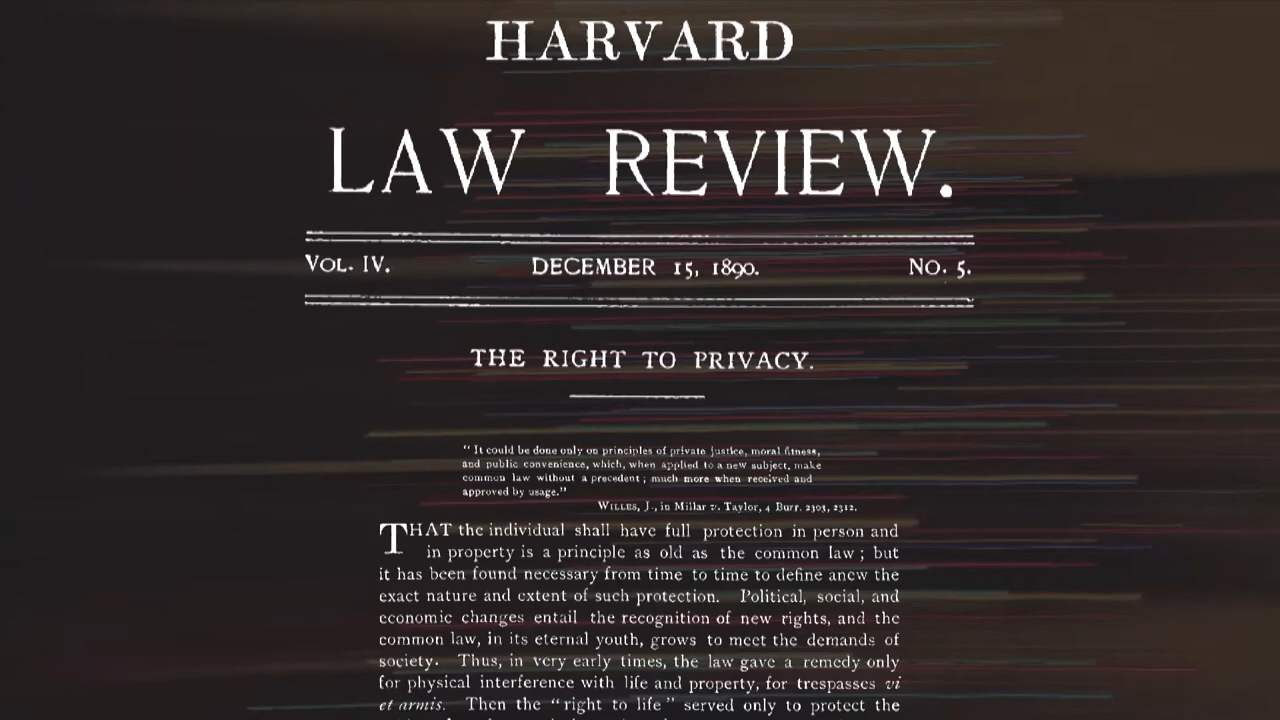 HARVARD
LAW REVIEW.
VOL. IV. DECEMBER 15, 1890. NO. 5.
THE RIGHT TO PRIVACY.
“ It could be done only on principles of private justice, moral fitness,
and public convenience, which, when applied to a new subject, make
common law without a precedent ; much more when received and
approved by usage.”
WILLES, J., in Millar v. Taylor, 4 Burr. 2303, 2312.
THAT the individual shall have full protection in person and
in property is a principle as old as the common law ; but
it has been found necessary from time to time to define anew the
exact nature and extent of such protection. Political, social, and
economic changes entail the recognition of new rights, and the
common law, in its eternal youth, grows to meet the demands of
society. Thus, in very early times, the law gave a remedy only
for physical interference with life and property, for trespasses vi
et armis. Then the “right to life” served only to protect the